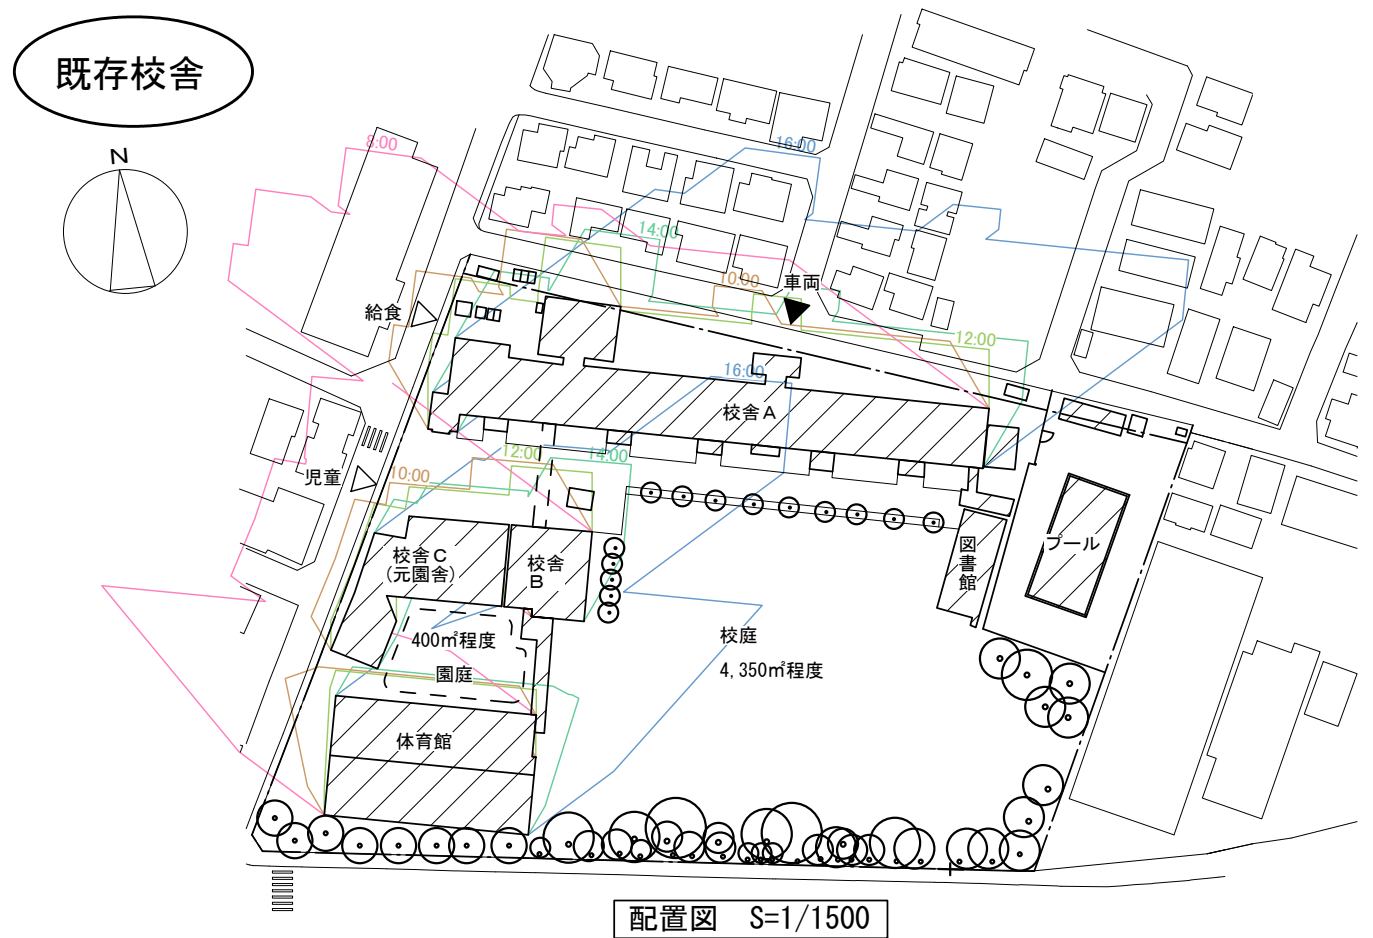 既存校舎
N
8:00
16:00
14:00
10:00
車両
給食
12:00
16:00
校舎A
12:00
14:00
児童
10:00
校舎C
(元園舎)
校舎
B
図書館
プール
400㎡程度
園庭
校庭
4,350㎡程度
体育館
配置図 S=1/1500